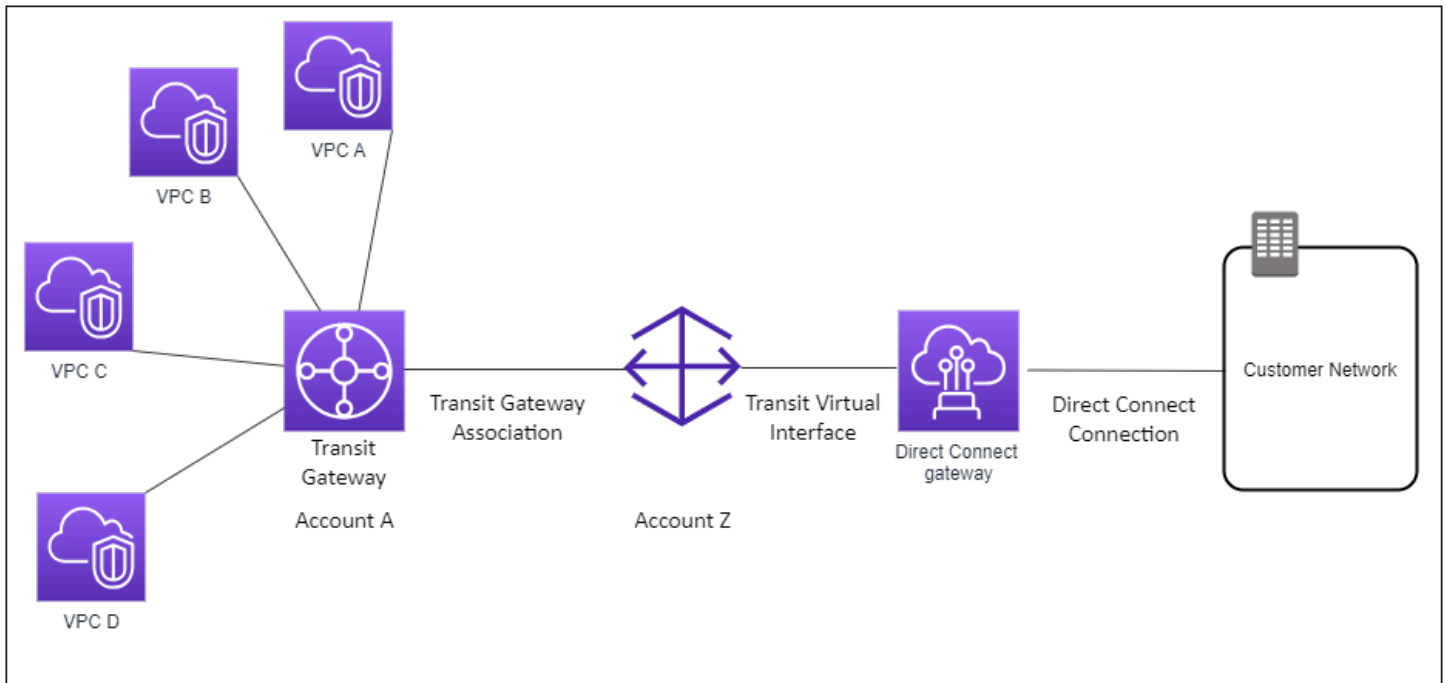 VPC A
VPC B
VPC C
VPC D
Transit
Gateway
Account A
Transit Gateway
Association
Account Z
Transit Virtual
Interface
Direct Connect
gateway
Direct Connect
Connection
Customer Network